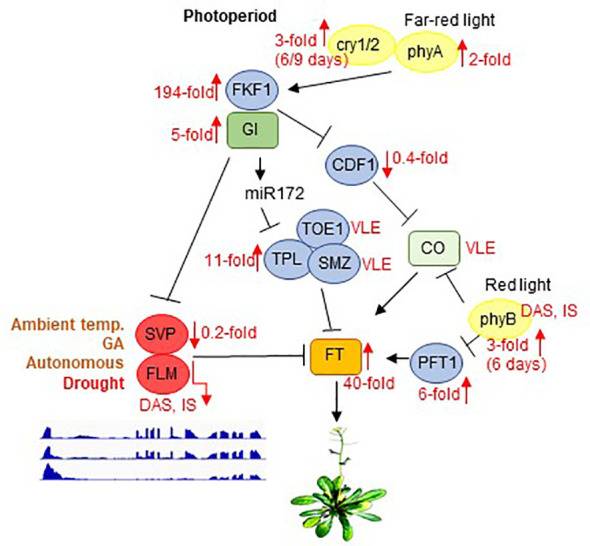 Photoperiod
Far-red light
3-fold
(6/9 days)
cry1/2
phyA
2-fold
194-fold
FKF1
5-fold
GI
CDF1
0.4-fold
miR172
TOE1
VLE
11-fold
TPL
SMZ
VLE
CO
VLE
Red light
phyB
DAS, IS
3-fold
(6 days)
Ambient temp.
GA
Autonomous
Drought
SVP
0.2-fold
FLM
DAS, IS
FT
40-fold
PFT1
6-fold